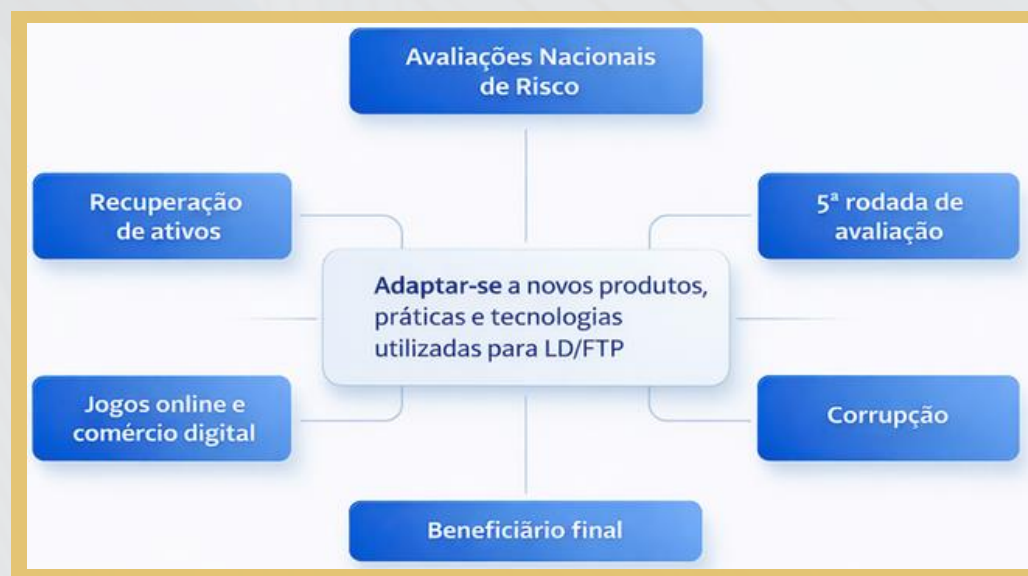 Avaliações Nacionais
de Risco
Recuperação
de ativos
5ª rodada de
avaliação
Adaptar-se a novos produtos,
práticas e tecnologias
utilizadas para LD/FTP
Jogos online e
comércio digital
Corrupção
Beneficiário final